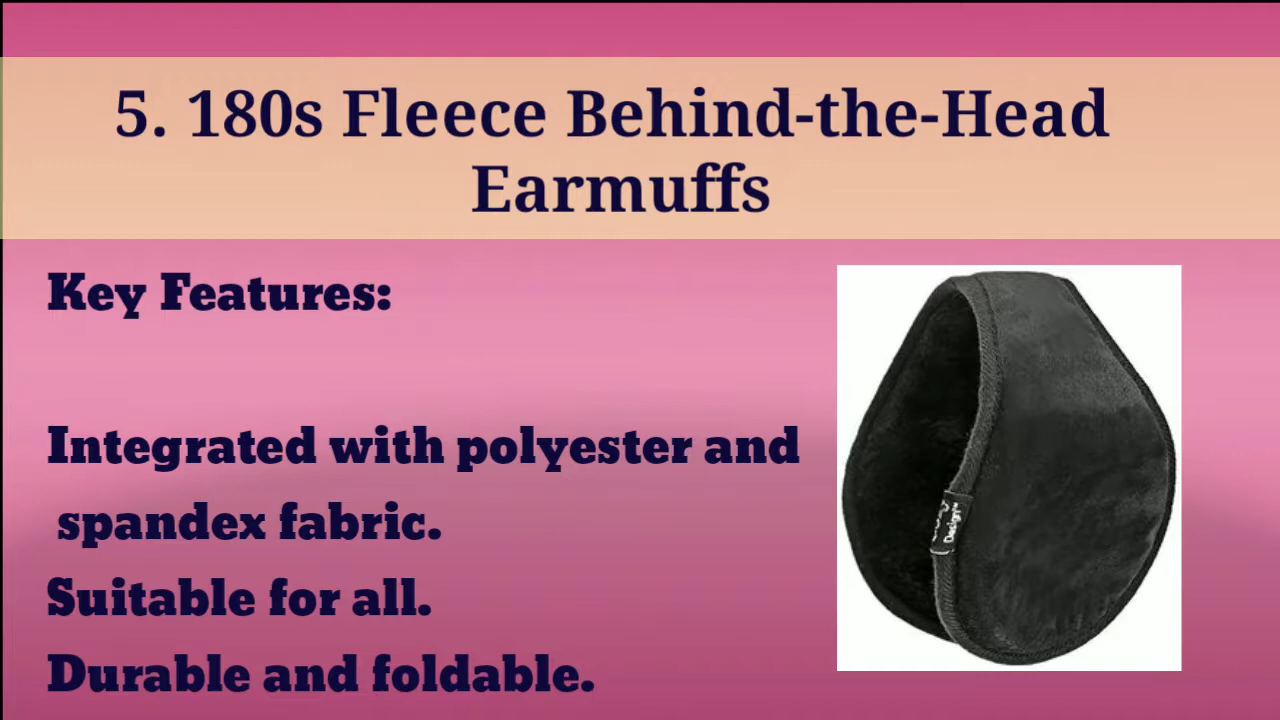 5. 180s Fleece Behind-the-Head
Earmuffs
Key Features:
Integrated with polyester and
spandex fabric.
Suitable for all.
Durable and foldable.
Design™